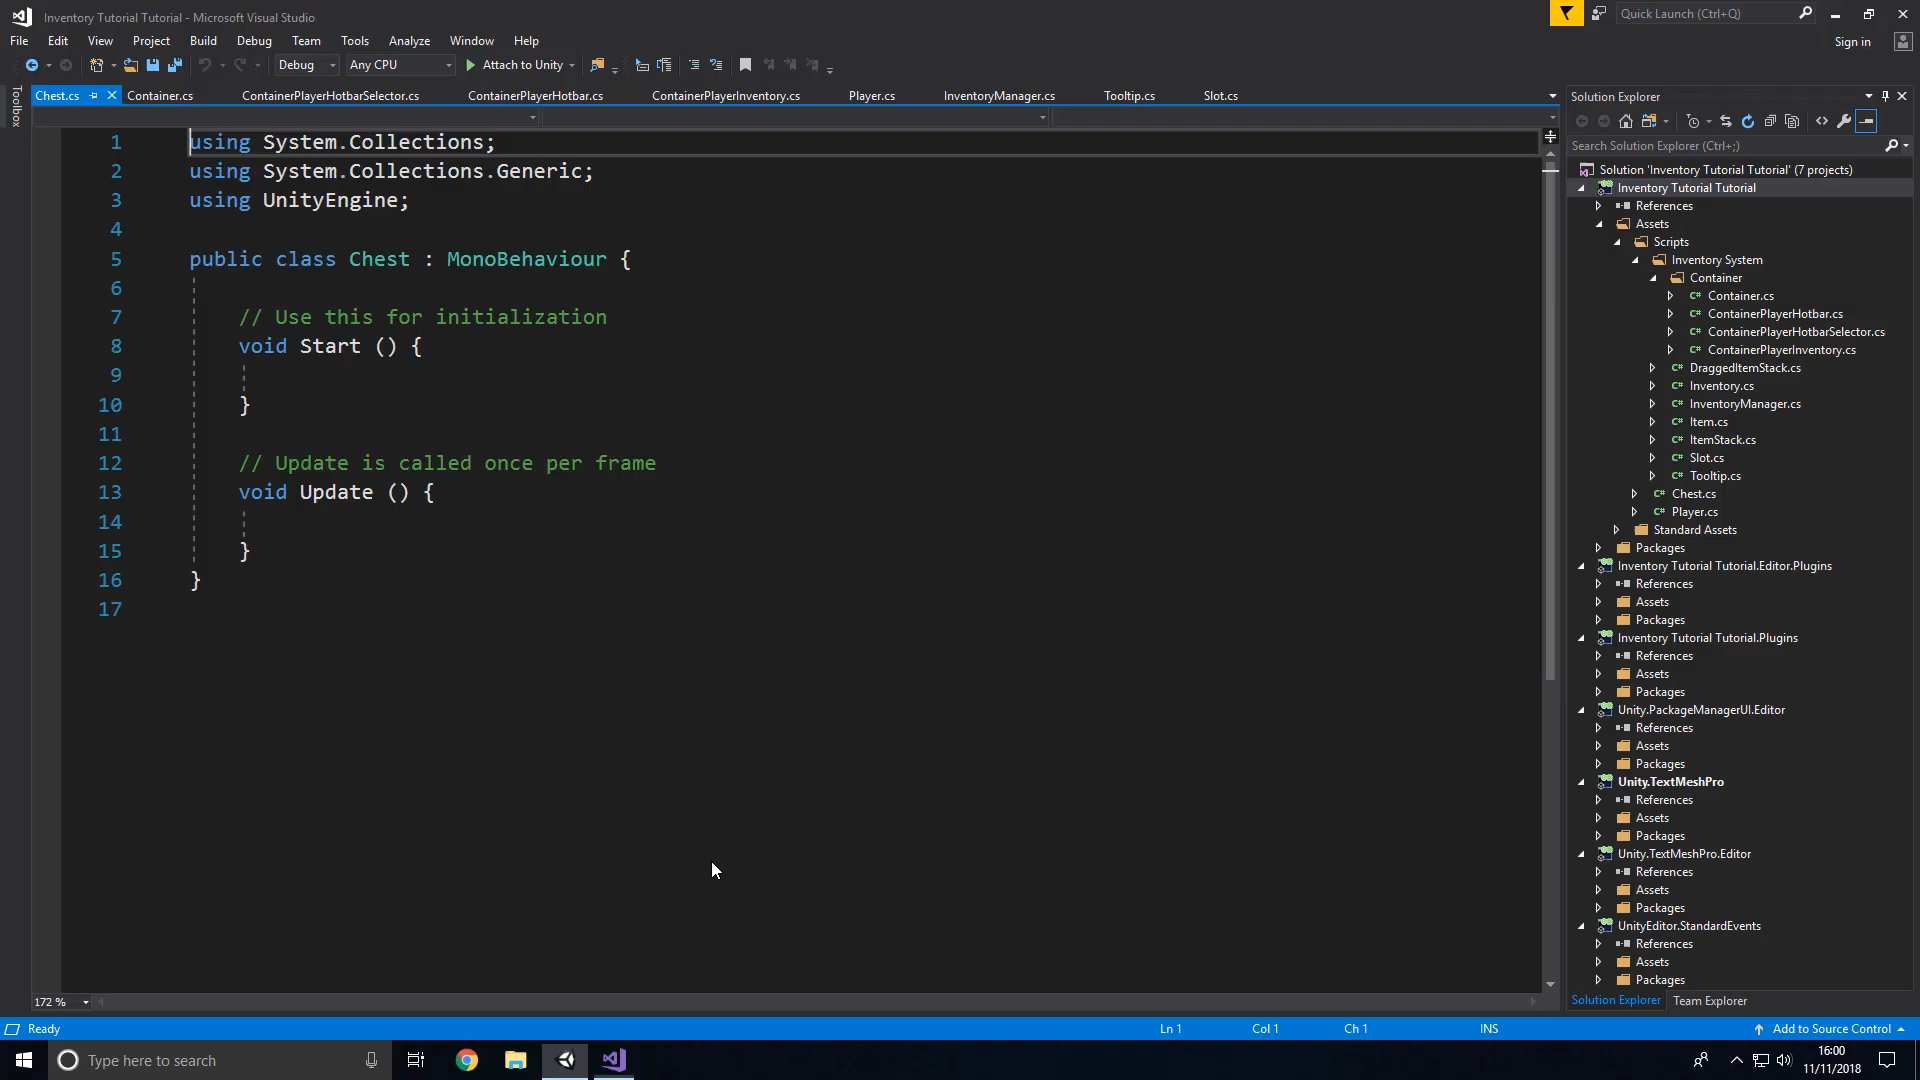 Inventory Tutorial Tutorial - Microsoft Visual Studio
Quick Launch (Ctrl+Q)
File Edit View Project Build Debug Team Tools Analyze Window Help
Sign in
Debug Any CPU Attach to Unity
Toolbox
Chest.cs Container.cs ContainerPlayerHotbarSelector.cs ContainerPlayerHotbar.cs ContainerPlayerInventory.cs Player.cs InventoryManager.cs Tooltip.cs Slot.cs
1 using System.Collections;
2 using System.Collections.Generic;
3 using UnityEngine;
4
5 public class Chest : MonoBehaviour {
6
7 // Use this for initialization
8 void Start () {
9
10 }
11
12 // Update is called once per frame
13 void Update () {
14
15 }
16 }
17
172 %
Solution Explorer
Search Solution Explorer (Ctrl+;)
Solution 'Inventory Tutorial Tutorial' (7 projects)
Inventory Tutorial Tutorial
References
Assets
Scripts
Inventory System
Container
Container.cs
ContainerPlayerHotbar.cs
ContainerPlayerHotbarSelector.cs
ContainerPlayerInventory.cs
DraggedItemStack.cs
Inventory.cs
InventoryManager.cs
Item.cs
ItemStack.cs
Slot.cs
Tooltip.cs
Chest.cs
Player.cs
Standard Assets
Packages
Inventory Tutorial Tutorial.Editor.Plugins
References
Assets
Packages
Inventory Tutorial Tutorial.Plugins
References
Assets
Packages
Unity.PackageManagerUI.Editor
References
Assets
Packages
Unity.TextMeshPro
References
Assets
Packages
Unity.TextMeshPro.Editor
References
Assets
Packages
UnityEditor.StandardEvents
References
Assets
Packages
Solution Explorer Team Explorer
Ready Ln 1 Col 1 Ch 1 INS Add to Source Control
Type here to search
16:00
11/11/2018